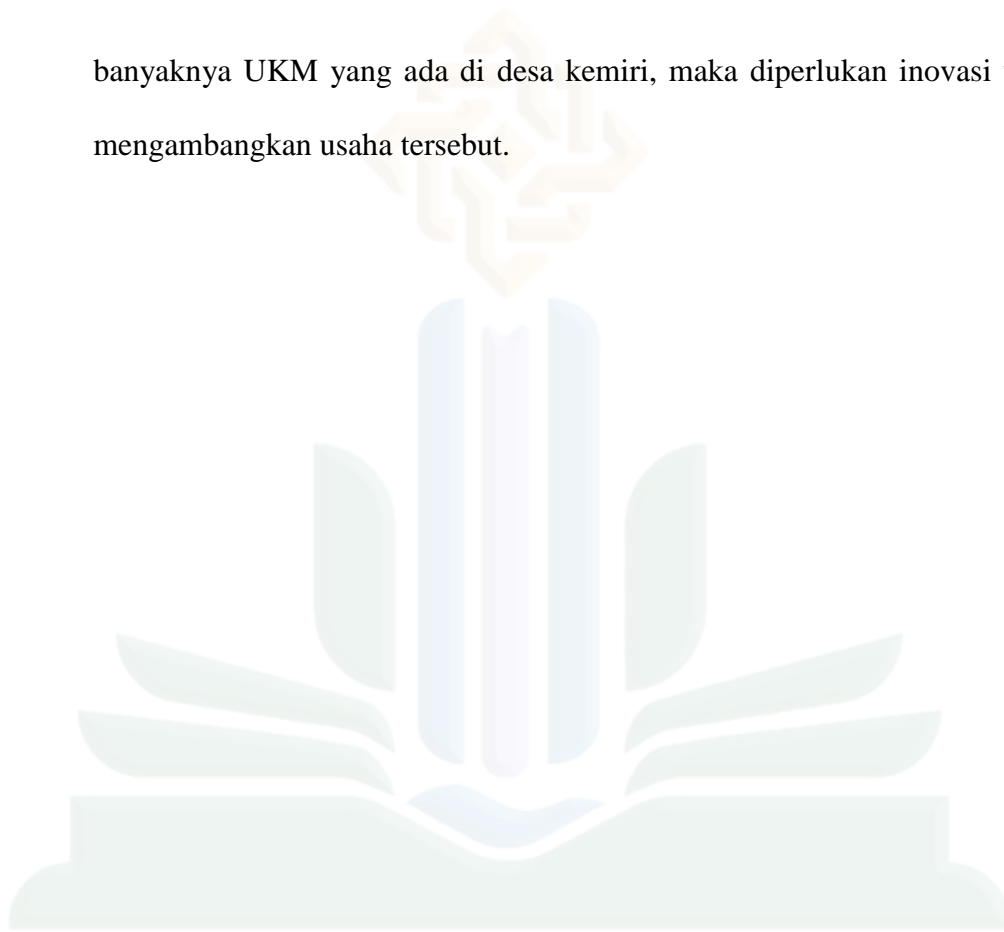 banyaknya UKM yang ada di desa kemiri, maka diperlukan inovasi
mengambangkan usaha tersebut.